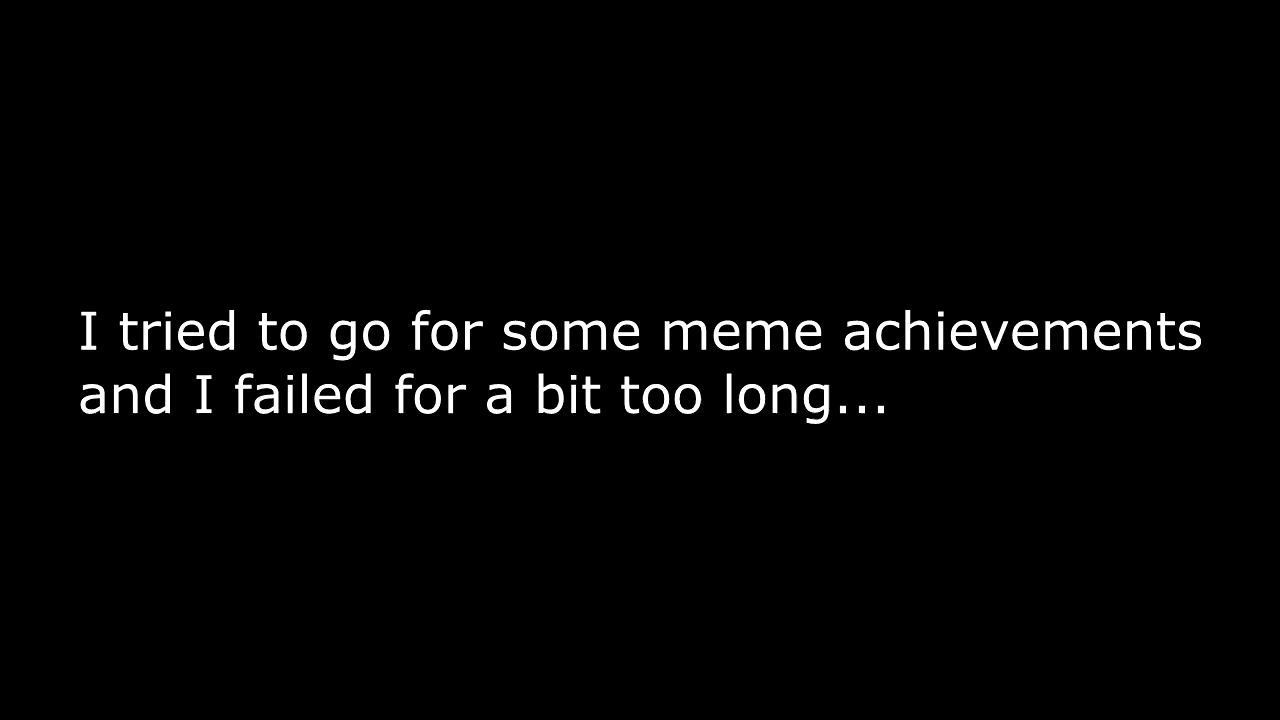 I tried to go for some meme achievements
and I failed for a bit too long...